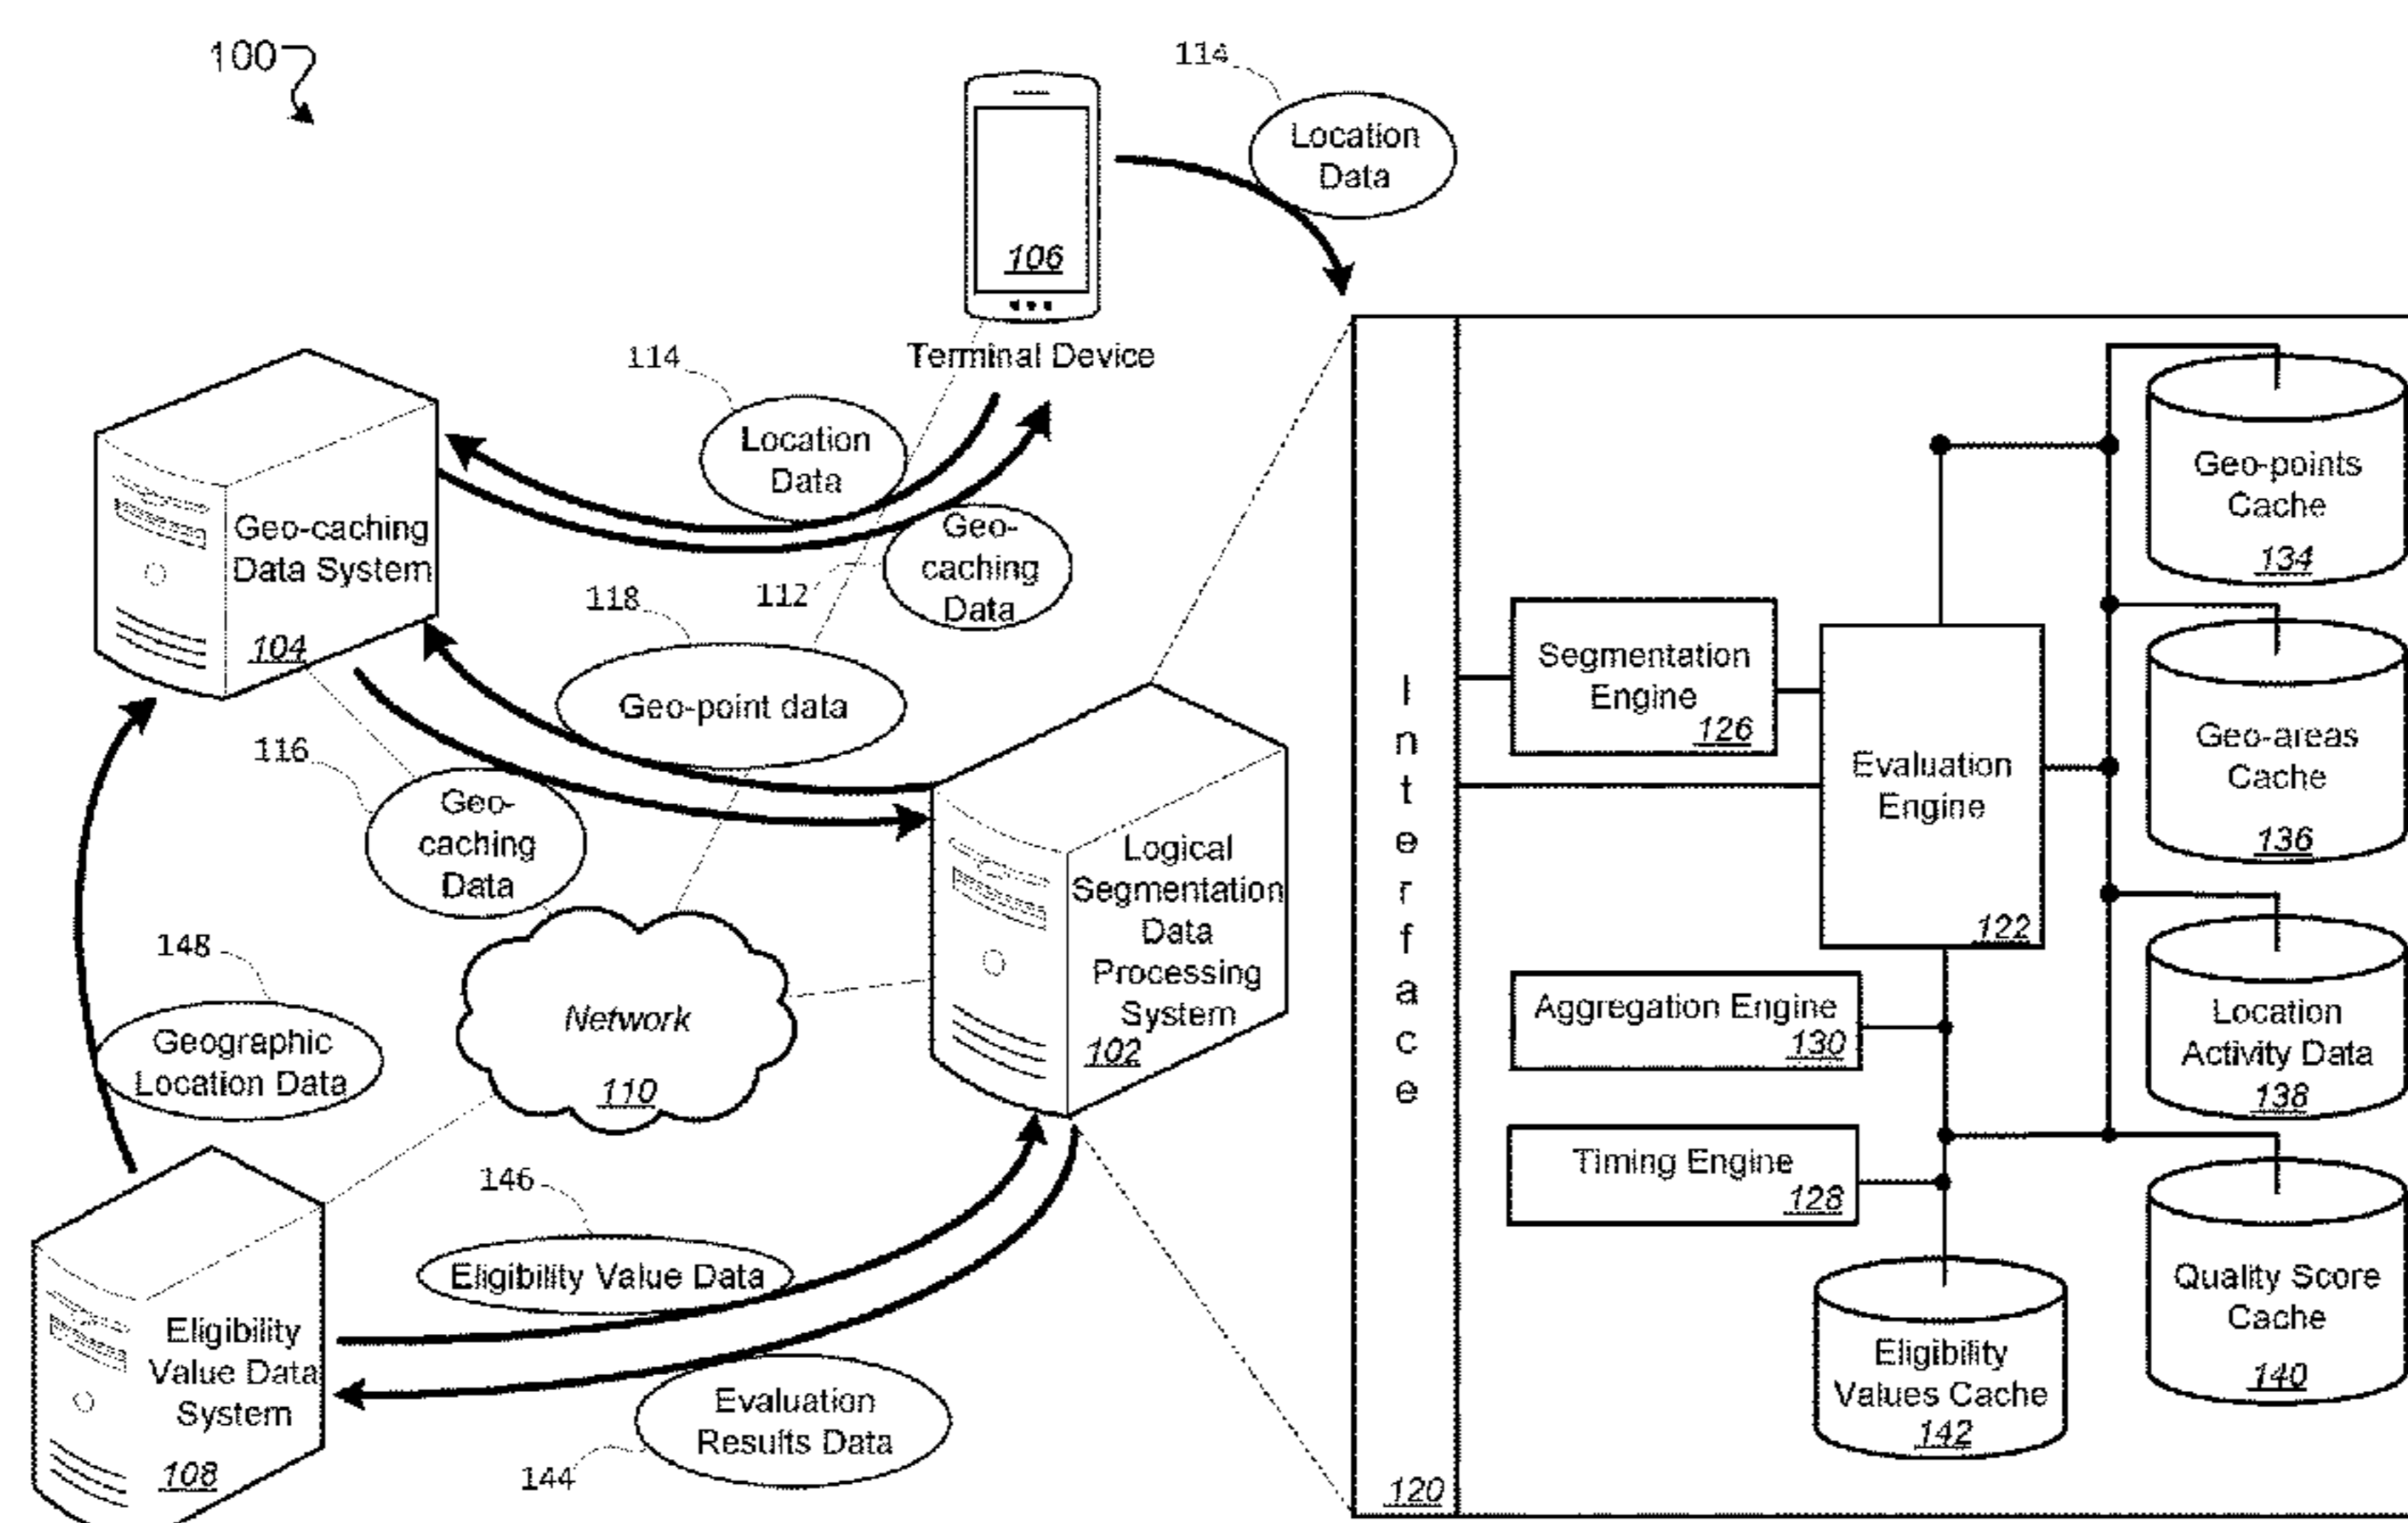 100
114
Location
Data
106
Terminal Device
114
Location
Data
Geo-caching
Data System
104
112
Geo-
caching
Data
118
Geo-point data
116
Geo-
caching
Data
Logical
Segmentation
Data
Processing
System
102
148
Geographic
Location Data
Network
110
146
Eligibility Value Data
Eligibility
Value Data
System
108
Evaluation
Results Data
144
Interface
120
Segmentation
Engine
126
Evaluation
Engine
122
Aggregation Engine
130
Timing Engine
128
Geo-points
Cache
134
Geo-areas
Cache
136
Location
Activity Data
138
Quality Score
Cache
140
Eligibility
Values Cache
142